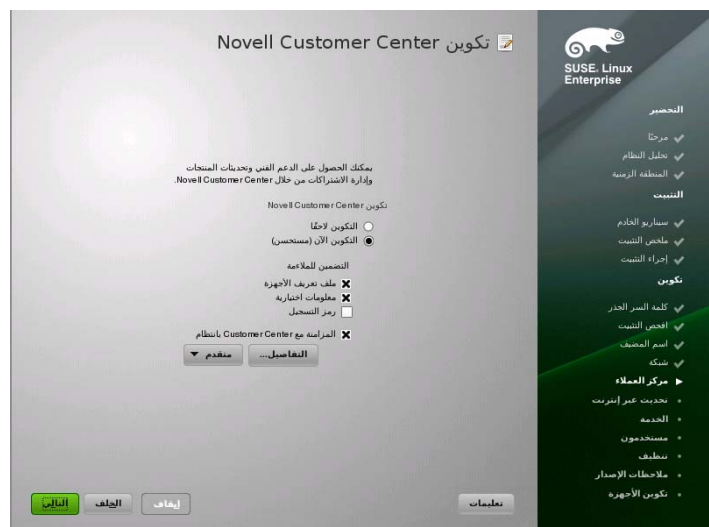 تكوين Novell Customer Center
يمكنك الحصول على الدعم الفني وتحديثات المنتجات
وإدارة الاشتراكات من خلال Novell Customer Center.
تكوين Novell Customer Center
التكوين لاحقًا
التكوين الآن (مستحسن)
التضمين للملاءمة
ملف تعريف الأجهزة
معلومات اختيارية
رمز التسجيل
المزامنة مع Customer Center بانتظام
التفاصيل...
متقدم
تعليمات
إيقاف
الخلف
التالي
SUSE Linux
Enterprise
التحضير
مرحبًا
تحليل النظام
المنطقة الزمنية
التثبيت
سيناريو الخادم
ملخص التثبيت
إجراء التثبيت
تكوين
كلمة السر الجذر
افحص التثبيت
اسم المضيف
شبكة
مركز العملاء
تحديث عبر إنترنت
الخدمة
مستخدمون
تنظيف
ملاحظات الإصدار
تكوين الأجهزة